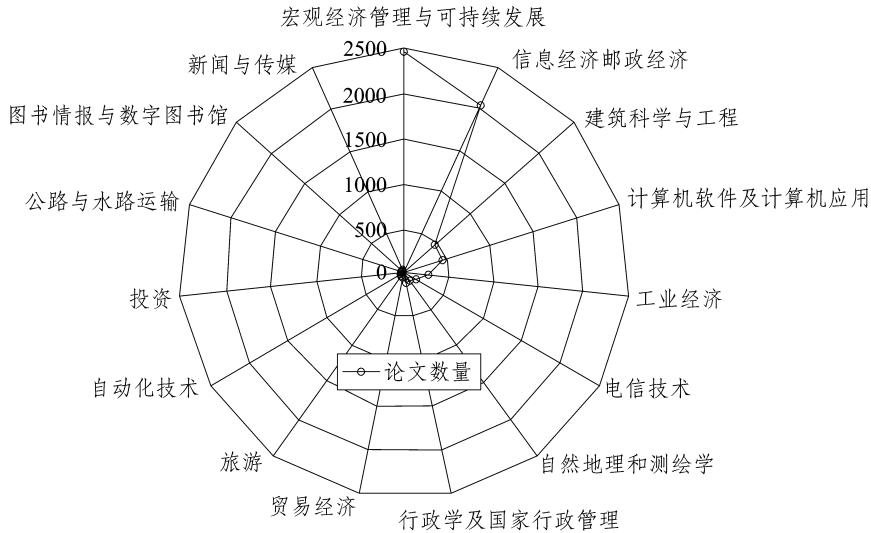 宏观经济管理与可持续发展
2500
新闻与传媒
信息经济邮政经济
2000
图书情报与数字图书馆
建筑科学与工程
1500
公路与水路运输
1000
计算机软件及计算机应用
500
0
投资
工业经济
论文数量
自动化技术
电信技术
旅游
自然地理和测绘学
贸易经济
行政学及国家行政管理